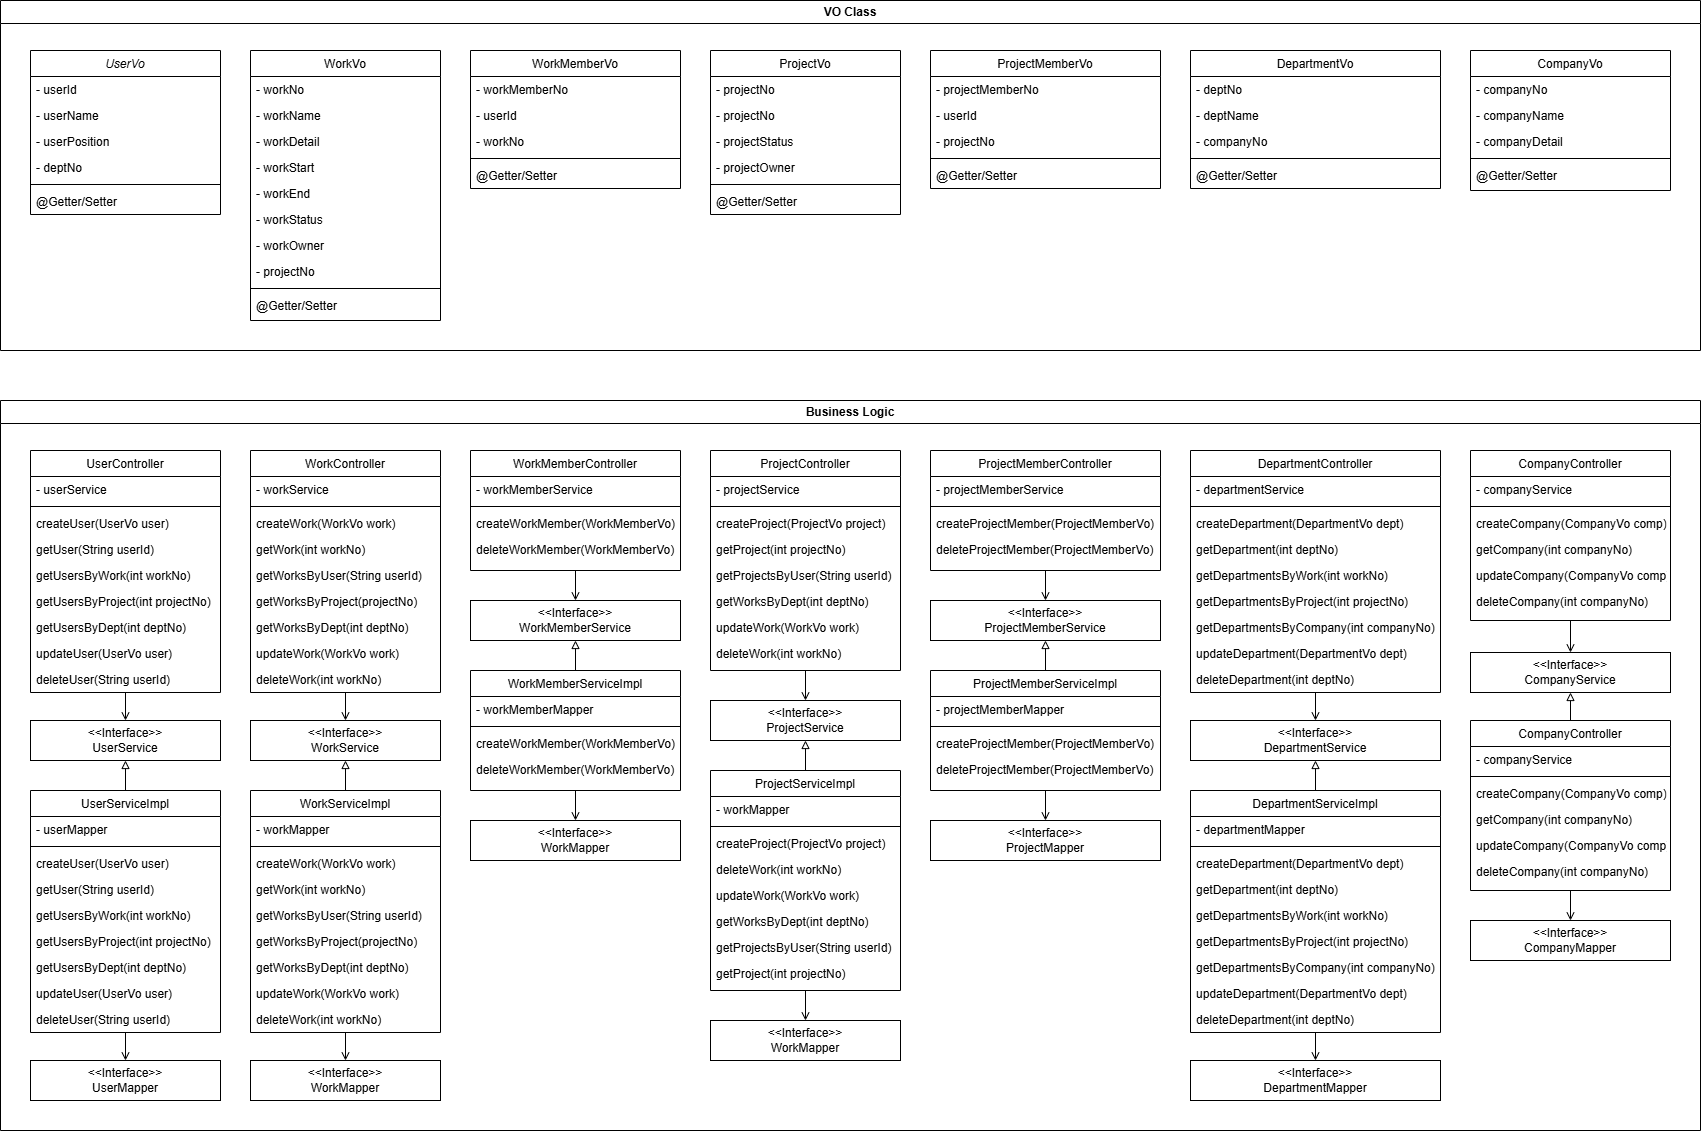 VO Class
UserVo
- userId
- userName
- userPosition
- deptNo
@Getter/Setter
WorkVo
- workNo
- workName
- workDetail
- workStart
- workEnd
- workStatus
- workOwner
- projectNo
@Getter/Setter
WorkMemberVo
- workMemberNo
- userId
- workNo
@Getter/Setter
ProjectVo
- projectNo
- projectNo
- projectStatus
- projectOwner
@Getter/Setter
ProjectMemberVo
- projectMemberNo
- userId
- projectNo
@Getter/Setter
DepartmentVo
- deptNo
- deptName
- companyNo
@Getter/Setter
CompanyVo
- companyNo
- companyName
- companyDetail
@Getter/Setter
Business Logic
UserController
- userService
createUser(UserVo user)
getUser(String userId)
getUsersByWork(int workNo)
getUsersByProject(int projectNo)
getUsersByDept(int deptNo)
updateUser(UserVo user)
deleteUser(String userId)
<<Interface>>
UserService
UserServiceImpl
- userMapper
createUser(UserVo user)
getUser(String userId)
getUsersByWork(int workNo)
getUsersByProject(int projectNo)
getUsersByDept(int deptNo)
updateUser(UserVo user)
deleteUser(String userId)
<<Interface>>
UserMapper
WorkController
- workService
createWork(WorkVo work)
getWork(int workNo)
getWorksByUser(String userId)
getWorksByProject(projectNo)
getWorksByDept(int deptNo)
updateWork(WorkVo work)
deleteWork(int workNo)
<<Interface>>
WorkService
WorkServiceImpl
- workMapper
createWork(WorkVo work)
getWork(int workNo)
getWorksByUser(String userId)
getWorksByProject(projectNo)
getWorksByDept(int deptNo)
updateWork(WorkVo work)
deleteWork(int workNo)
<<Interface>>
WorkMapper
WorkMemberController
- workMemberService
createWorkMember(WorkMemberVo)
deleteWorkMember(WorkMemberVo)
<<Interface>>
WorkMemberService
WorkMemberServiceImpl
- workMemberMapper
createWorkMember(WorkMemberVo)
deleteWorkMember(WorkMemberVo)
<<Interface>>
WorkMapper
ProjectController
- projectService
createProject(ProjectVo project)
getProject(int projectNo)
getProjectsByUser(String userId)
getWorksByDept(int deptNo)
updateWork(WorkVo work)
deleteWork(int workNo)
<<Interface>>
ProjectService
ProjectServiceImpl
- workMapper
createProject(ProjectVo project)
deleteWork(int workNo)
updateWork(WorkVo work)
getWorksByDept(int deptNo)
getProjectsByUser(String userId)
getProject(int projectNo)
<<Interface>>
WorkMapper
ProjectMemberController
- projectMemberService
createProjectMember(ProjectMemberVo)
deleteProjectMember(ProjectMemberVo)
<<Interface>>
ProjectMemberService
ProjectMemberServiceImpl
- projectMemberMapper
createProjectMember(ProjectMemberVo)
deleteProjectMember(ProjectMemberVo)
<<Interface>>
ProjectMapper
DepartmentController
- departmentService
createDepartment(DepartmentVo dept)
getDepartment(int deptNo)
getDepartmentsByWork(int workNo)
getDepartmentsByProject(int projectNo)
getDepartmentsByCompany(int companyNo)
updateDepartment(DepartmentVo dept)
deleteDepartment(int deptNo)
<<Interface>>
DepartmentService
DepartmentServiceImpl
- departmentMapper
createDepartment(DepartmentVo dept)
getDepartment(int deptNo)
getDepartmentsByWork(int workNo)
getDepartmentsByProject(int projectNo)
getDepartmentsByCompany(int companyNo)
updateDepartment(DepartmentVo dept)
deleteDepartment(int deptNo)
<<Interface>>
DepartmentMapper
CompanyController
- companyService
createCompany(CompanyVo comp)
getCompany(int companyNo)
updateCompany(CompanyVo comp
deleteCompany(int companyNo)
<<Interface>>
CompanyService
CompanyController
- companyService
createCompany(CompanyVo comp)
getCompany(int companyNo)
updateCompany(CompanyVo comp
deleteCompany(int companyNo)
<<Interface>>
CompanyMapper